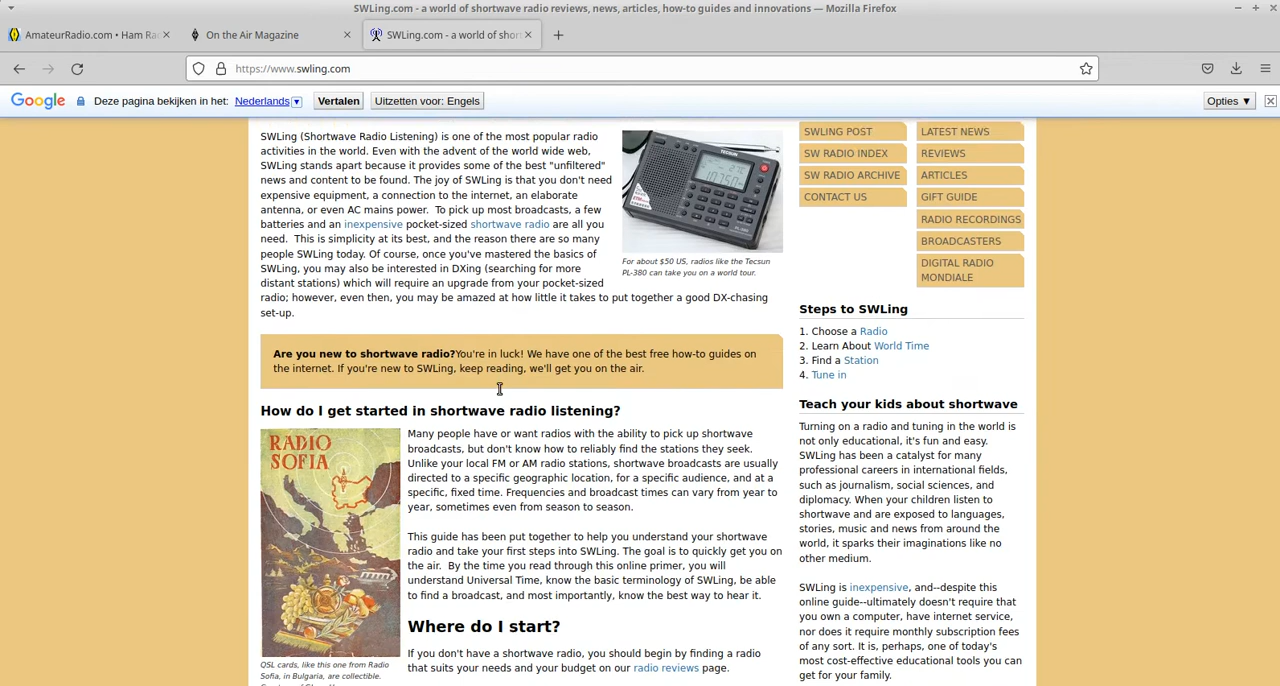 SWLing.com - a world of shortwave radio reviews, news, articles, how-to guides and innovations — Mozilla Firefox
AmateurRadio.com • Ham Ra
On the Air Magazine
SWLing.com - a world of shor
https://www.swling.com
Google Deze pagina bekijken in het: Nederlands Vertalen Uitzetten voor: Engels Opties ▼
SWLing (Shortwave Radio Listening) is one of the most popular radio
activities in the world. Even with the advent of the world wide web,
SWLing stands apart because it provides some of the best "unfiltered"
news and content to be found. The joy of SWLing is that you don't need
expensive equipment, a connection to the internet, an elaborate
antenna, or even AC mains power. To pick up most broadcasts, a few
batteries and an inexpensive pocket-sized shortwave radio are all you
need. This is simplicity at its best, and the reason there are so many
people SWLing today. Of course, once you've mastered the basics of
SWLing, you may also be interested in DXing (searching for more
distant stations) which will require an upgrade from your pocket-sized
radio; however, even then, you may be amazed at how little it takes to put together a good DX-chasing
set-up.
TECSUN
PL-380
For about $50 US, radios like the Tecsun
PL-380 can take you on a world tour.
Are you new to shortwave radio?You're in luck! We have one of the best free how-to guides on
the internet. If you're new to SWLing, keep reading, we'll get you on the air.
How do I get started in shortwave radio listening?
RADIO
SOFIA
QSL cards, like this one from Radio
Sofia, in Bulgaria, are collectible.
Many people have or want radios with the ability to pick up shortwave
broadcasts, but don't know how to reliably find the stations they seek.
Unlike your local FM or AM radio stations, shortwave broadcasts are usually
directed to a specific geographic location, for a specific audience, and at a
specific, fixed time. Frequencies and broadcast times can vary from year to
year, sometimes even from season to season.
This guide has been put together to help you understand your shortwave
radio and take your first steps into SWLing. The goal is to quickly get you on
the air. By the time you read through this online primer, you will
understand Universal Time, know the basic terminology of SWLing, be able
to find a broadcast, and most importantly, know the best way to hear it.
Where do I start?
If you don't have a shortwave radio, you should begin by finding a radio
that suits your needs and your budget on our radio reviews page.
SWLING POST
SW RADIO INDEX
SW RADIO ARCHIVE
CONTACT US
LATEST NEWS
REVIEWS
ARTICLES
GIFT GUIDE
RADIO RECORDINGS
BROADCASTERS
DIGITAL RADIO
MONDIALE
Steps to SWLing
1. Choose a Radio
2. Learn About World Time
3. Find a Station
4. Tune in
Teach your kids about shortwave
Turning on a radio and tuning in the world is
not only educational, it's fun and easy.
SWLing has been a catalyst for many
professional careers in international fields,
such as journalism, social sciences, and
diplomacy. When your children listen to
shortwave and are exposed to languages,
stories, music and news from around the
world, it sparks their imaginations like no
other medium.
SWLing is inexpensive, and--despite this
online guide--ultimately doesn't require that
you own a computer, have internet service,
nor does it require monthly subscription fees
of any sort. It is, perhaps, one of today's
most cost-effective educational tools you can
get for your family.